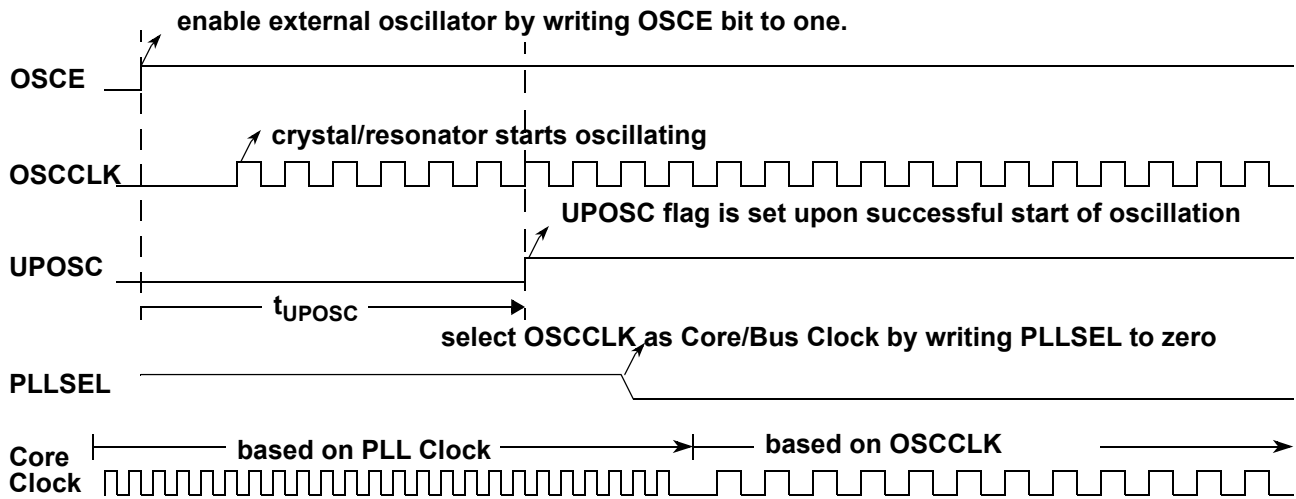 enable external oscillator by writing OSCE bit to one.
OSCE
crystal/resonator starts oscillating
OSCCLK
UPOSC flag is set upon successful start of oscillation
UPOSC
tUPOSC
select OSCCLK as Core/Bus Clock by writing PLLSEL to zero
PLLSEL
based on PLL Clock
based on OSCCLK
Core
Clock